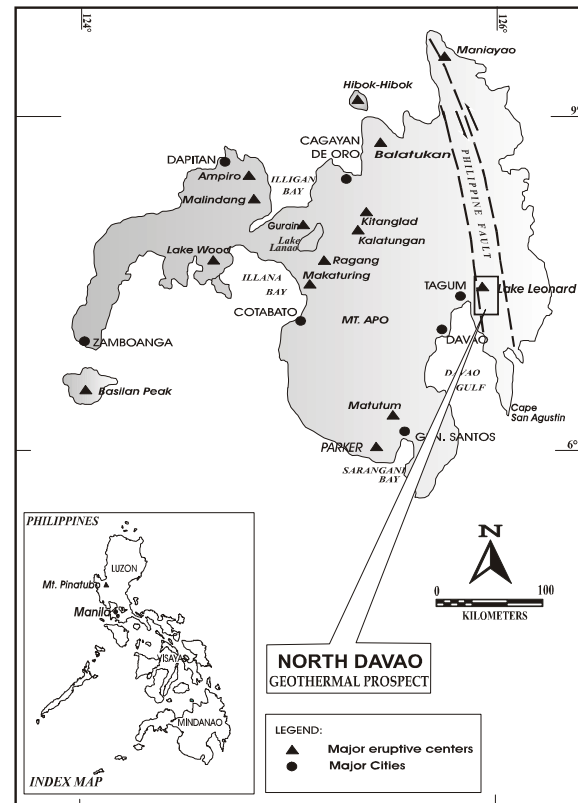 124°
126°
Maniayao
Hibok-Hibok
9°
CAGAYAN
DE ORO
Balatukan
DAPITAN
ILLIGAN
BAY
Ampiro
Malindang
PHILIPPINE FAULT
Kitanglad
Gurain
Lake
Lanao
Kalatungan
Lake Wood
Ragang
ILLANA
BAY
Makaturing
TAGUM
Lake Leonard
COTABATO
MT. APO
DAVAO
ZAMBOANGA
DAVAO
GULF
Basilan Peak
Matutum
Cape
San Agustin
GEN. SANTOS
PARKER
6°
SARANGANI
BAY
PHILIPPINES
LUZON
Mt. Pinatubo
Manila
VISAYAS
MINDANAO
INDEX MAP
N
0 100
KILOMETERS
NORTH DAVAO
GEOTHERMAL PROSPECT
LEGEND:
Major eruptive centers
Major Cities